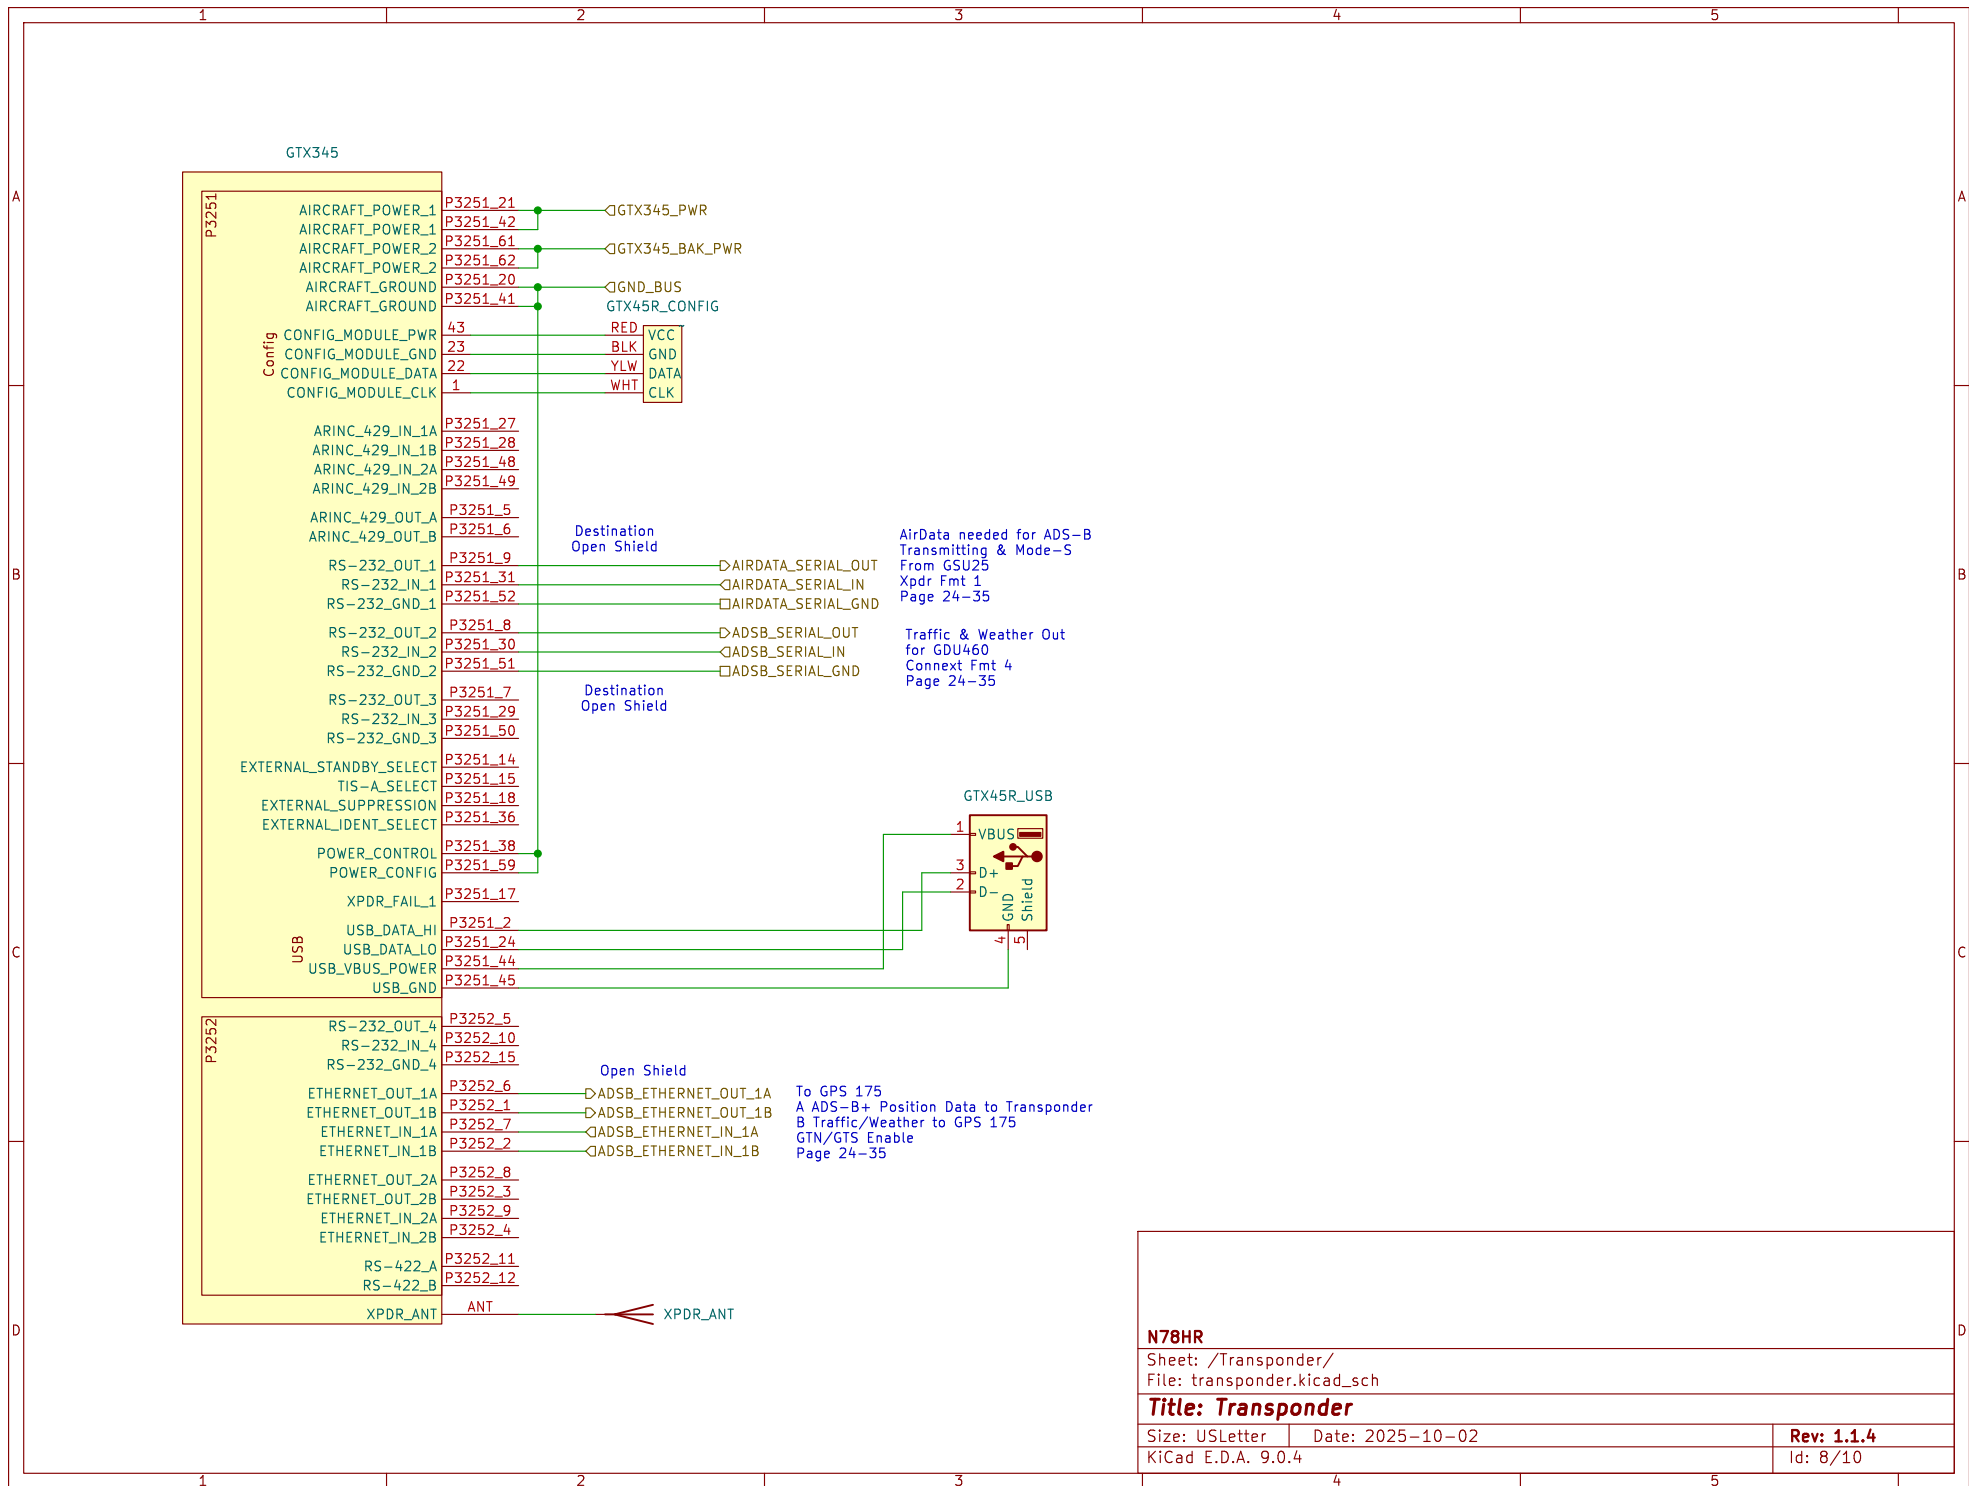 1 2 3 4 5
A
B
C
D
A
B
C
D
1 2 3 4 5
GTX345
P3251
AIRCRAFT_POWER_1 P3251_21 GTX345_PWR
AIRCRAFT_POWER_1 P3251_42
AIRCRAFT_POWER_2 P3251_61 GTX345_BAK_PWR
AIRCRAFT_POWER_2 P3251_62
AIRCRAFT_GROUND P3251_20 GND_BUS
AIRCRAFT_GROUND P3251_41
GTX45R_CONFIG
Config
CONFIG_MODULE_PWR 43 RED VCC
CONFIG_MODULE_GND 23 BLK GND
CONFIG_MODULE_DATA 22 YLW DATA
CONFIG_MODULE_CLK 1 WHT CLK
ARINC_429_IN_1A P3251_27
ARINC_429_IN_1B P3251_28
ARINC_429_IN_2A P3251_48
ARINC_429_IN_2B P3251_49
ARINC_429_OUT_A P3251_5
ARINC_429_OUT_B P3251_6
Destination
Open Shield
RS-232_OUT_1 P3251_9 AIRDATA_SERIAL_OUT
RS-232_IN_1 P3251_31 AIRDATA_SERIAL_IN
RS-232_GND_1 P3251_52 AIRDATA_SERIAL_GND
AirData needed for ADS-B
Transmitting & Mode-S
From GSU25
Xpdr Fmt 1
Page 24-35
RS-232_OUT_2 P3251_8 ADSB_SERIAL_OUT
RS-232_IN_2 P3251_30 ADSB_SERIAL_IN
RS-232_GND_2 P3251_51 ADSB_SERIAL_GND
Traffic & Weather Out
for GDU460
Connext Fmt 4
Page 24-35
Destination
Open Shield
RS-232_OUT_3 P3251_7
RS-232_IN_3 P3251_29
RS-232_GND_3 P3251_50
EXTERNAL_STANDBY_SELECT P3251_14
TIS-A_SELECT P3251_15
EXTERNAL_SUPPRESSION P3251_18
EXTERNAL_IDENT_SELECT P3251_36
POWER_CONTROL P3251_38
POWER_CONFIG P3251_59
XPDR_FAIL_1 P3251_17
USB
USB_DATA_HI P3251_2
USB_DATA_LO P3251_24
USB_VBUS_POWER P3251_44
USB_GND P3251_45
GTX45R_USB
1 VBUS
3 D+
2 D-
GND
Shield
4
5
P3252
RS-232_OUT_4 P3252_5
RS-232_IN_4 P3252_10
RS-232_GND_4 P3252_15
Open Shield
ETHERNET_OUT_1A P3252_6 ADSB_ETHERNET_OUT_1A
ETHERNET_OUT_1B P3252_1 ADSB_ETHERNET_OUT_1B
ETHERNET_IN_1A P3252_7 ADSB_ETHERNET_IN_1A
ETHERNET_IN_1B P3252_2 ADSB_ETHERNET_IN_1B
To GPS 175
A ADS-B+ Position Data to Transponder
B Traffic/Weather to GPS 175
GTN/GTS Enable
Page 24-35
ETHERNET_OUT_2A P3252_8
ETHERNET_OUT_2B P3252_3
ETHERNET_IN_2A P3252_9
ETHERNET_IN_2B P3252_4
RS-422_A P3252_11
RS-422_B P3252_12
XPDR_ANT ANT XPDR_ANT
N78HR
Sheet: /Transponder/
File: transponder.kicad_sch
Title: Transponder
Size: USLetter Date: 2025-10-02 Rev: 1.1.4
KiCad E.D.A. 9.0.4 Id: 8/10